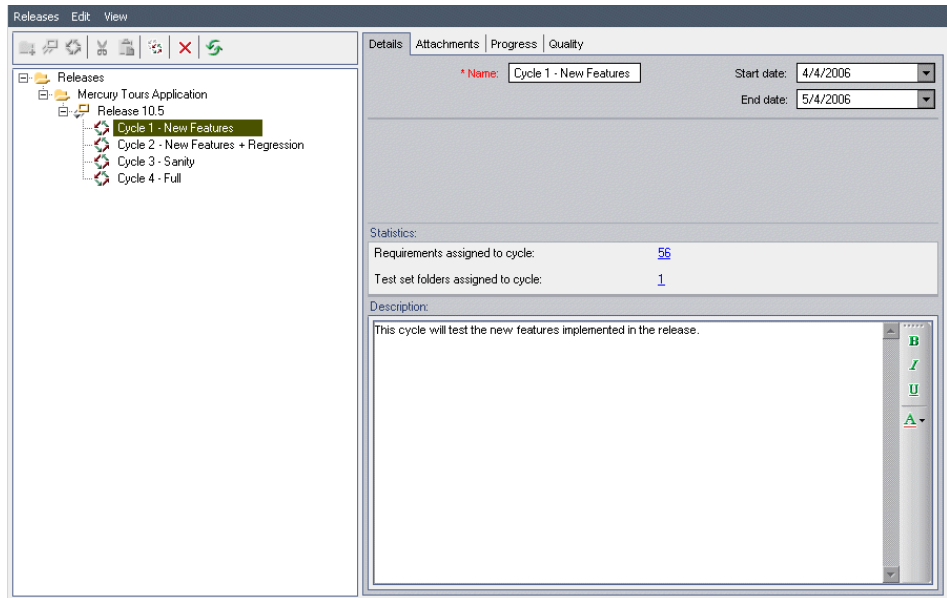 Releases Edit View
Details Attachments Progress Quality
Releases
Mercury Tours Application
Release 10.5
Cycle 1 - New Features
Cycle 2 - New Features + Regression
Cycle 3 - Sanity
Cycle 4 - Full
* Name: Cycle 1 - New Features
Start date: 4/4/2006
End date: 5/4/2006
Statistics:
Requirements assigned to cycle: 56
Test set folders assigned to cycle: 1
Description:
This cycle will test the new features implemented in the release.
B
I
U
A